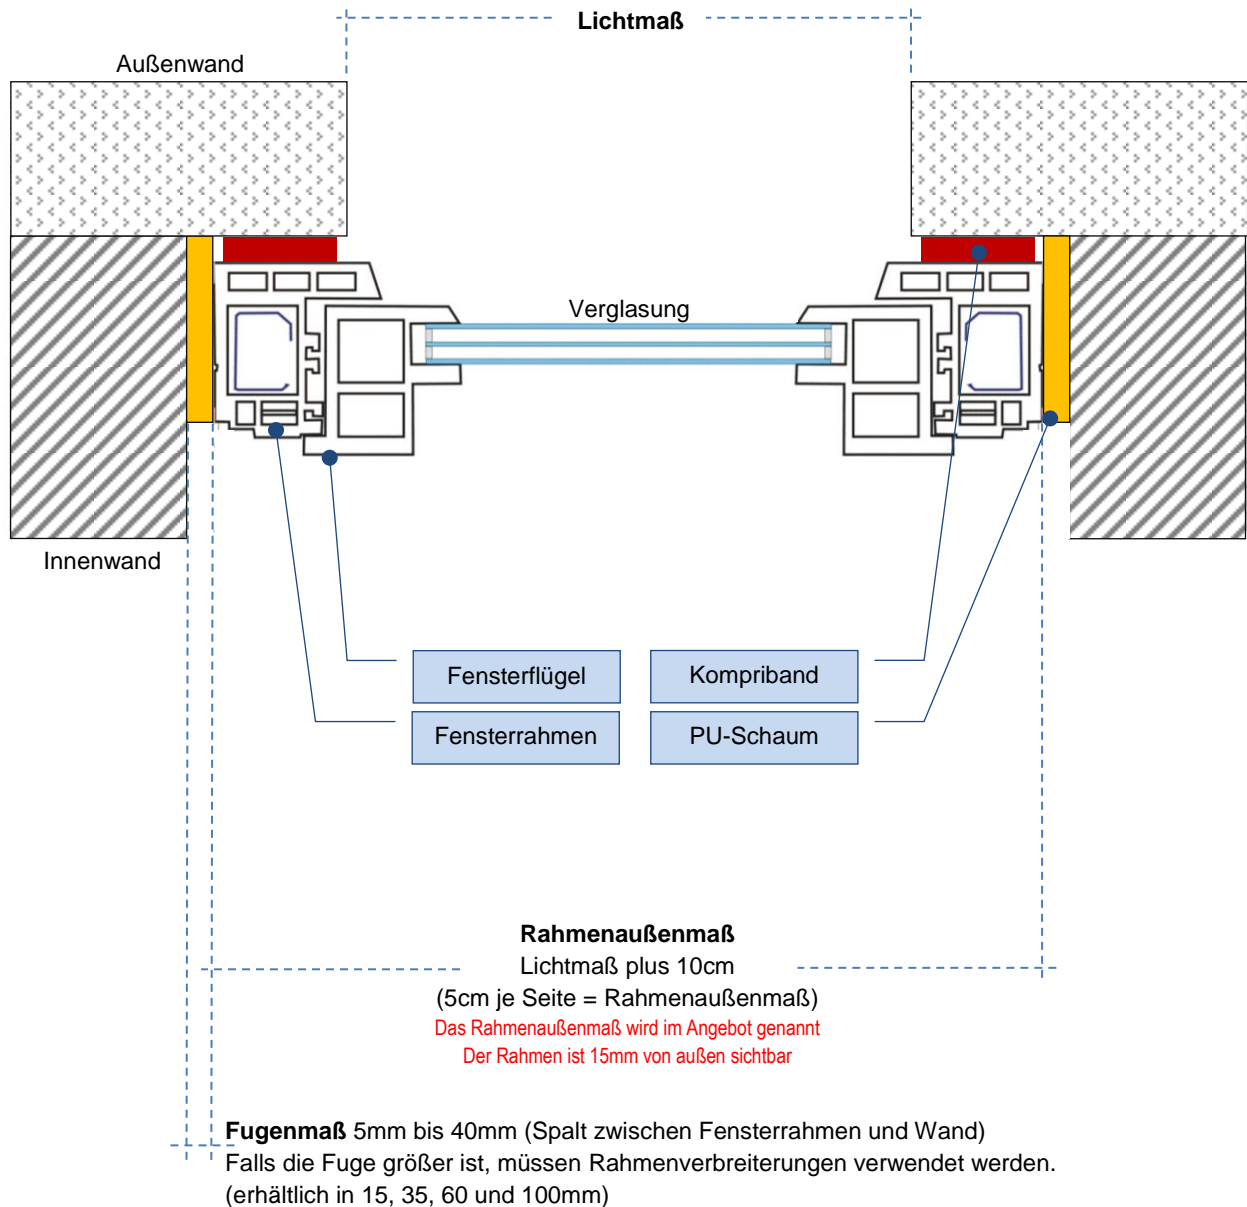 Lichtmaß
Außenwand
Verglasung
Innenwand
Fensterflügel
Kompriband
Fensterrahmen
PU-Schaum
Rahmenaußenmaß
Lichtmaß plus 10cm
(5cm je Seite = Rahmenaußenmaß)
Das Rahmenaußenmaß wird im Angebot genannt
Der Rahmen ist 15mm von außen sichtbar
Fugenmaß 5mm bis 40mm (Spalt zwischen Fensterrahmen und Wand)
Falls die Fuge größer ist, müssen Rahmenverbreiterungen verwendet werden.
(erhältlich in 15, 35, 60 und 100mm)